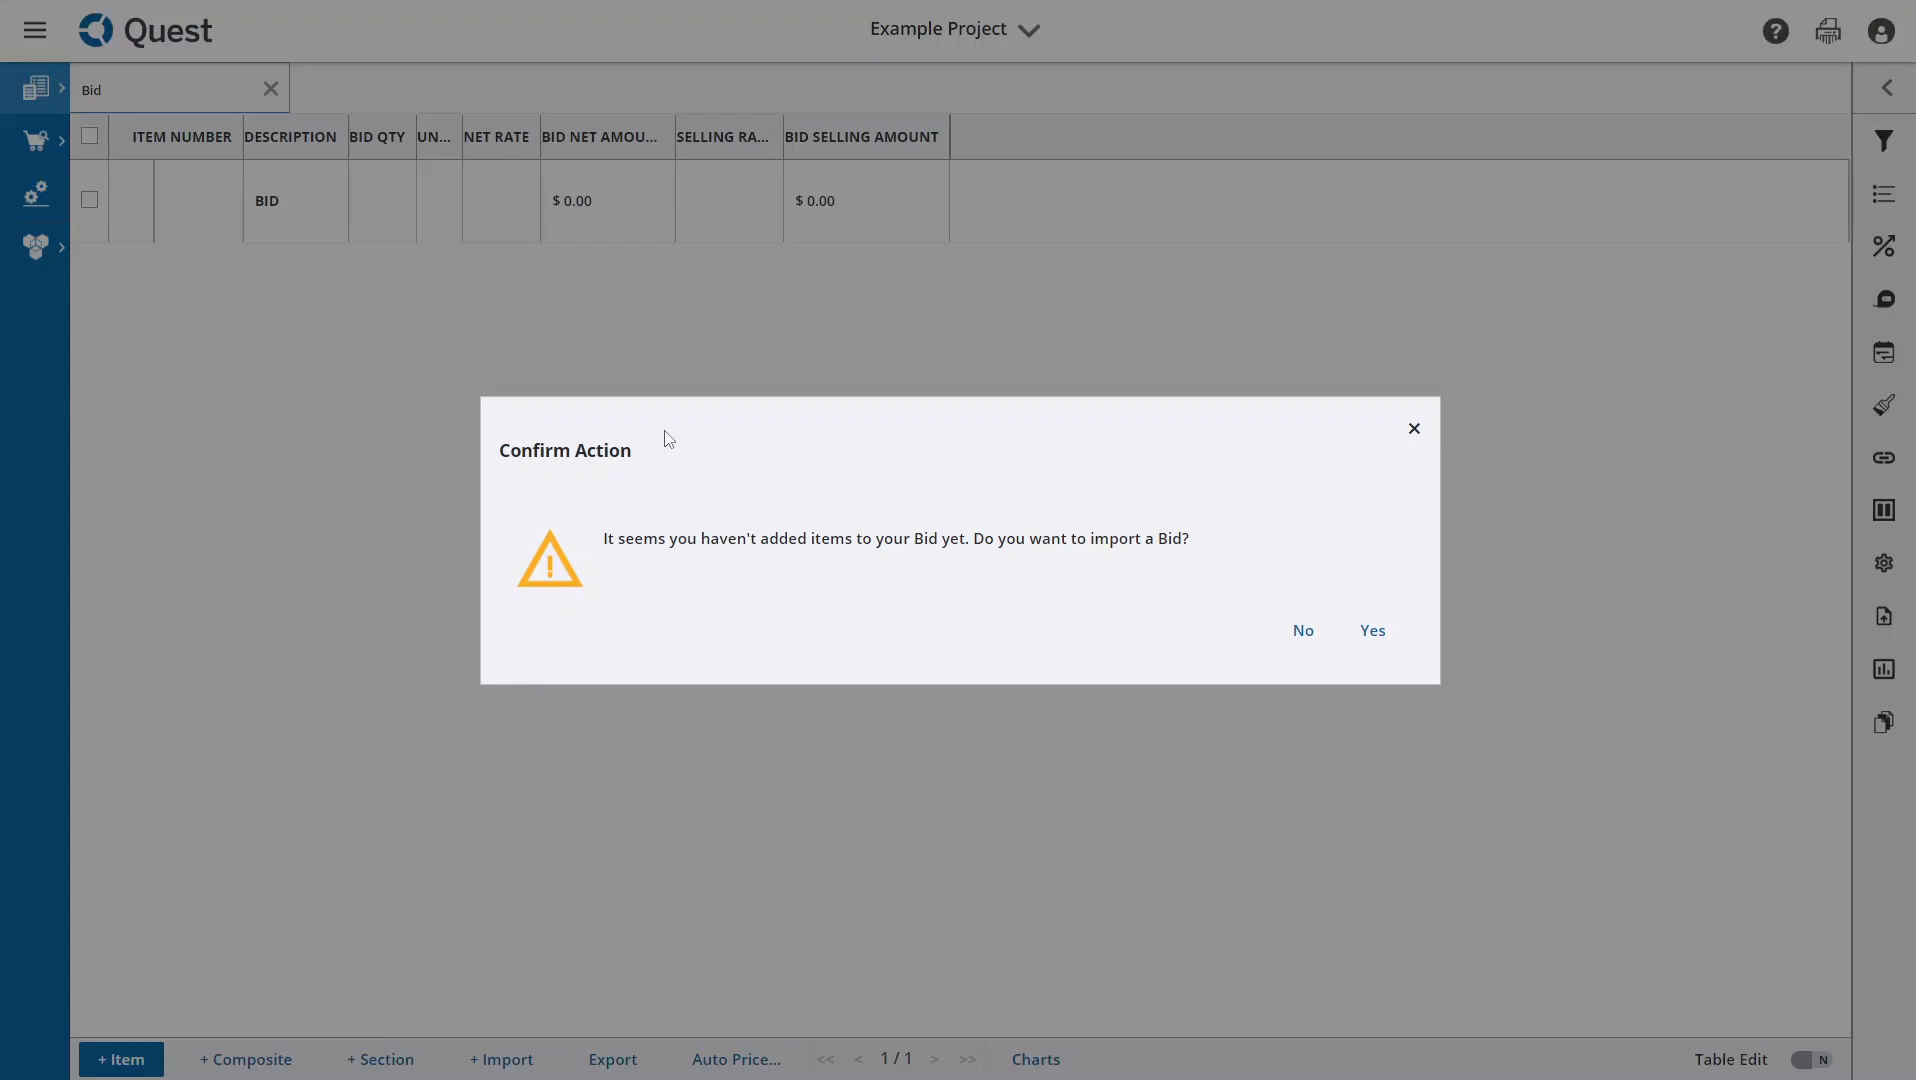 Quest
Example Project
Bid
ITEM NUMBER DESCRIPTION BID QTY UN... NET RATE BID NET AMOU... SELLING RA... BID SELLING AMOUNT
BID $ 0.00 $ 0.00
Confirm Action
It seems you haven't added items to your Bid yet. Do you want to import a Bid?
No Yes
+ Item + Composite + Section + Import Export Auto Price... << < 1 / 1 > >> Charts Table Edit N